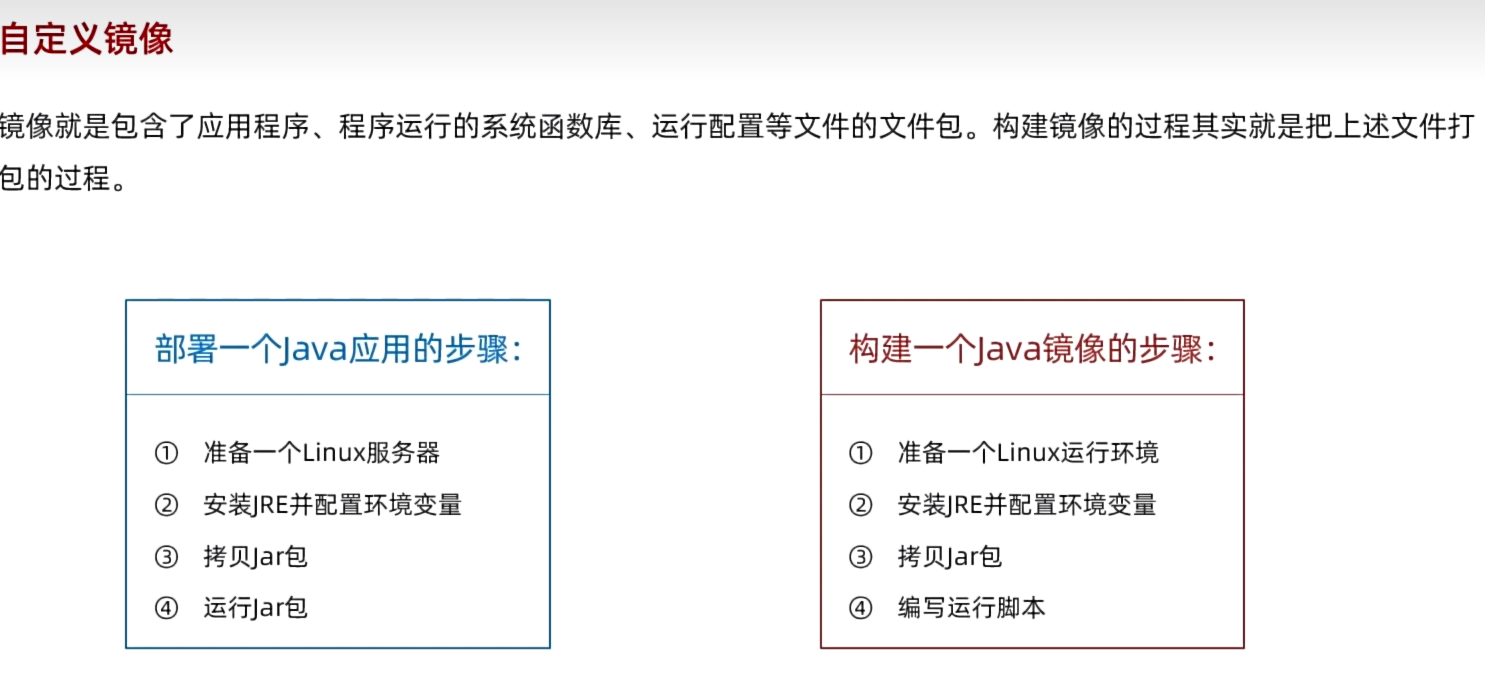 自定义镜像
镜像就是包含了应用程序、程序运行的系统函数库、运行配置等文件的文件包。构建镜像的过程其实就是把上述文件打
包的过程。
部署一个Java应用的步骤：
① 准备一个Linux服务器
② 安装JRE并配置环境变量
③ 拷贝Jar包
④ 运行Jar包
构建一个Java镜像的步骤：
① 准备一个Linux运行环境
② 安装JRE并配置环境变量
③ 拷贝Jar包
④ 编写运行脚本